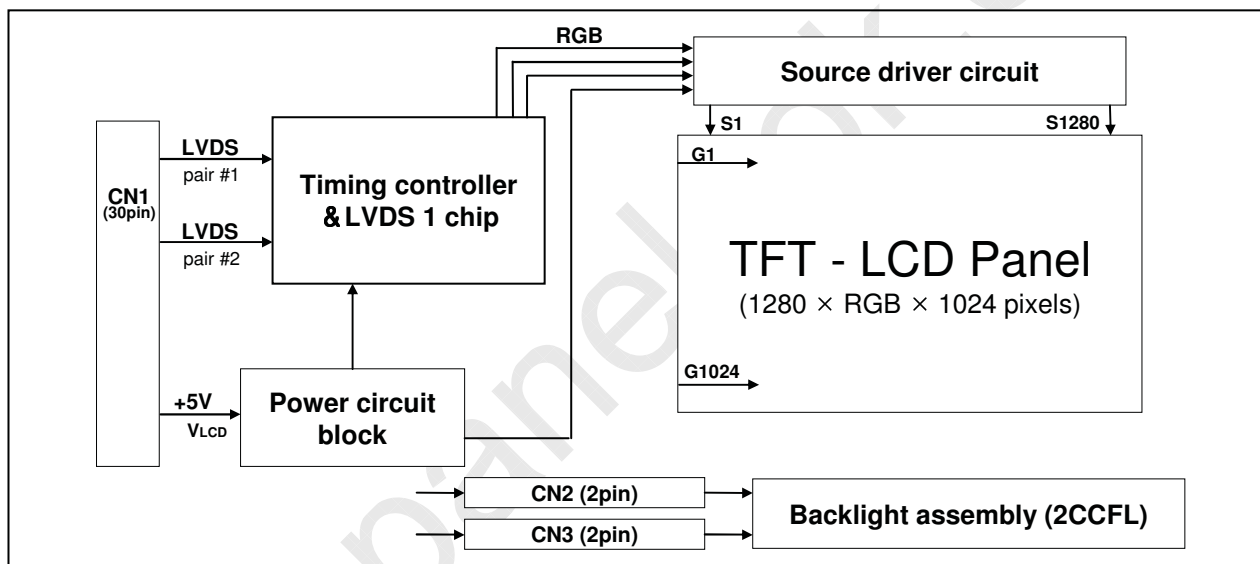 RGB
Source driver circuit
S1
S1280
CN1
(30pin)
LVDS
pair #1
LVDS
pair #2
Timing controller
&LVDS 1 chip
G1
TFT - LCD Panel
(1280 × RGB × 1024 pixels)
G1024
+5V
VLCD
Power circuit
block
CN2 (2pin)
CN3 (2pin)
Backlight assembly (2CCFL)
panel